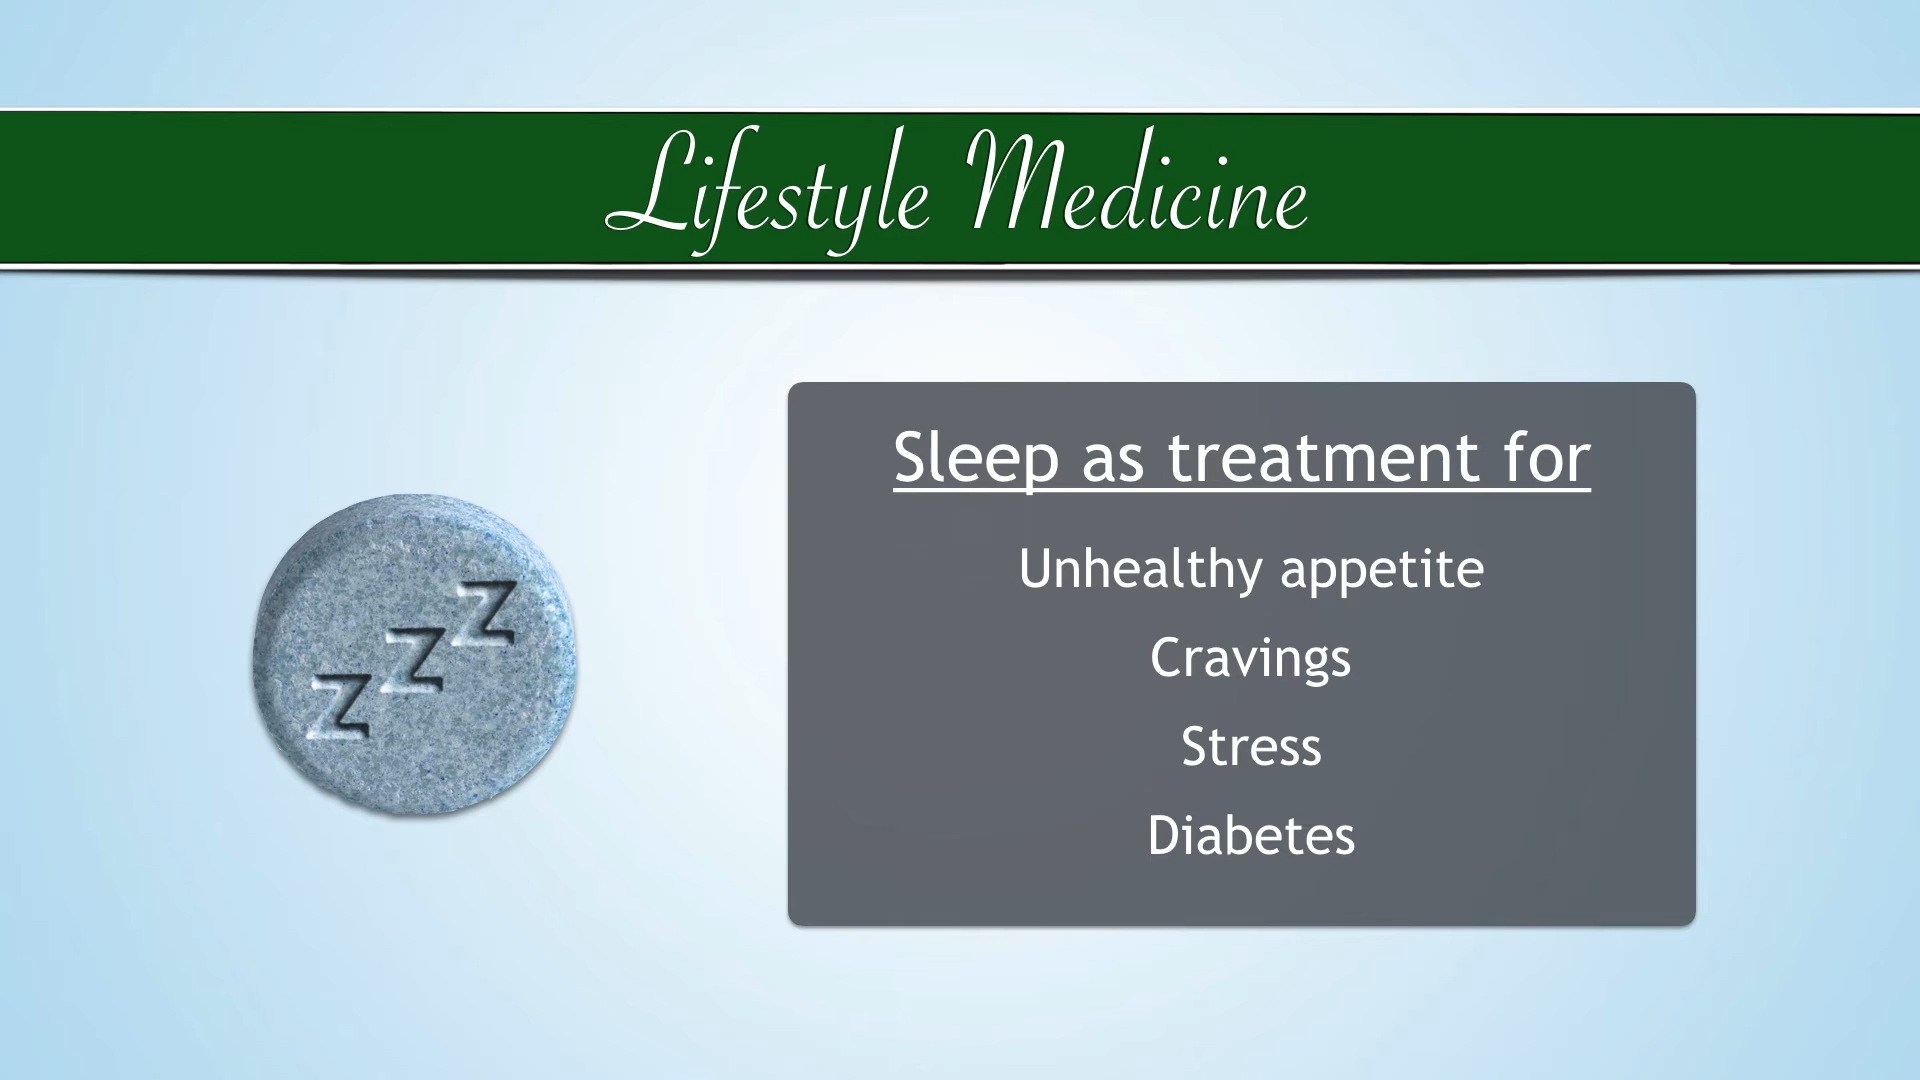 Lifestyle Medicine
Sleep as treatment for
Unhealthy appetite
Cravings
Stress
Diabetes
z z z